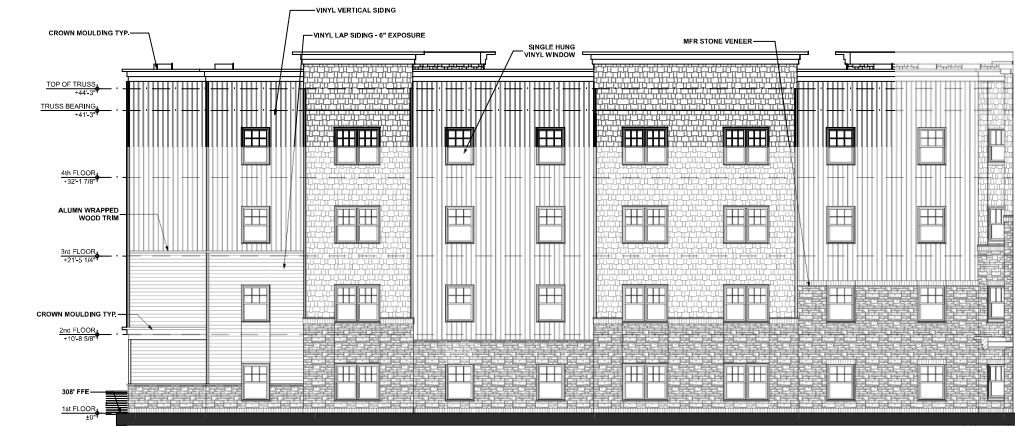 VINYL VERTICAL SIDING
CROWN MOULDING TYP.
VINYL LAP SIDING - 6" EXPOSURE
SINGLE HUNG
VINYL WINDOW
MFR STONE VENEER
TOP OF TRUSS
+44'-3"
TRUSS BEARING
+41'-3"
4th FLOOR
+32'-1 7/8"
ALUMN WRAPPED
WOOD TRIM
3rd FLOOR
+21'-5 1/4"
CROWN MOULDING TYP.
2nd FLOOR
+10'-8 5/8"
308' FFE
1st FLOOR
±0"